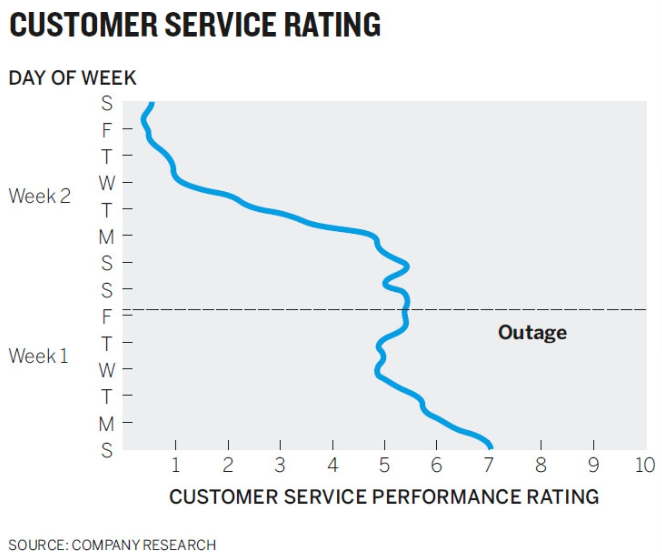 CUSTOMER SERVICE RATING
DAY OF WEEK
S
F
T
W
Week 2
T
M
S
S
F
Outage
T
Week 1
W
T
M
S
1 2 3 4 5 6 7 8 9 10
CUSTOMER SERVICE PERFORMANCE RATING
SOURCE: COMPANY RESEARCH